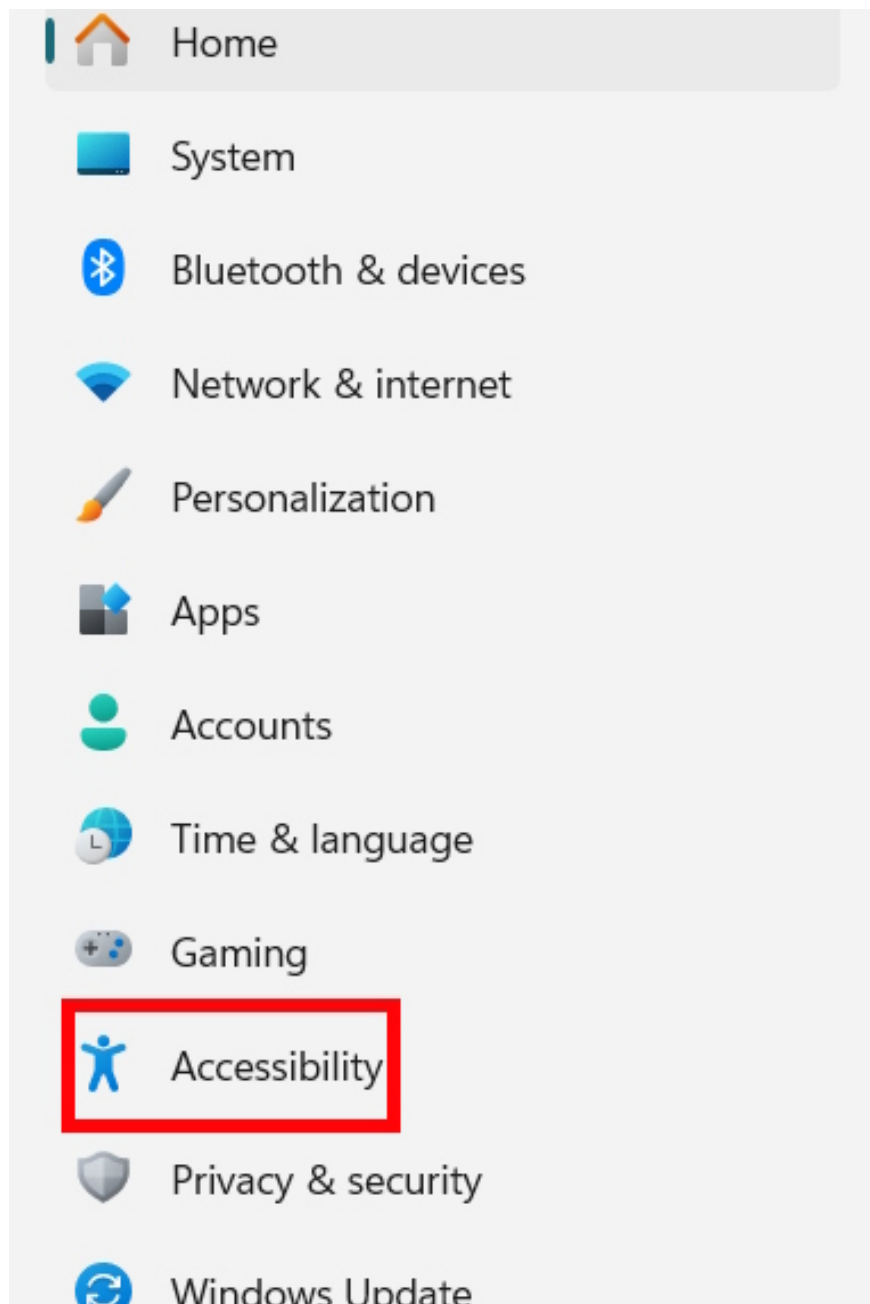 Home
System
Bluetooth & devices
Network & internet
Personalization
Apps
Accounts
Time & language
Gaming
Accessibility
Privacy & security
Windows Update